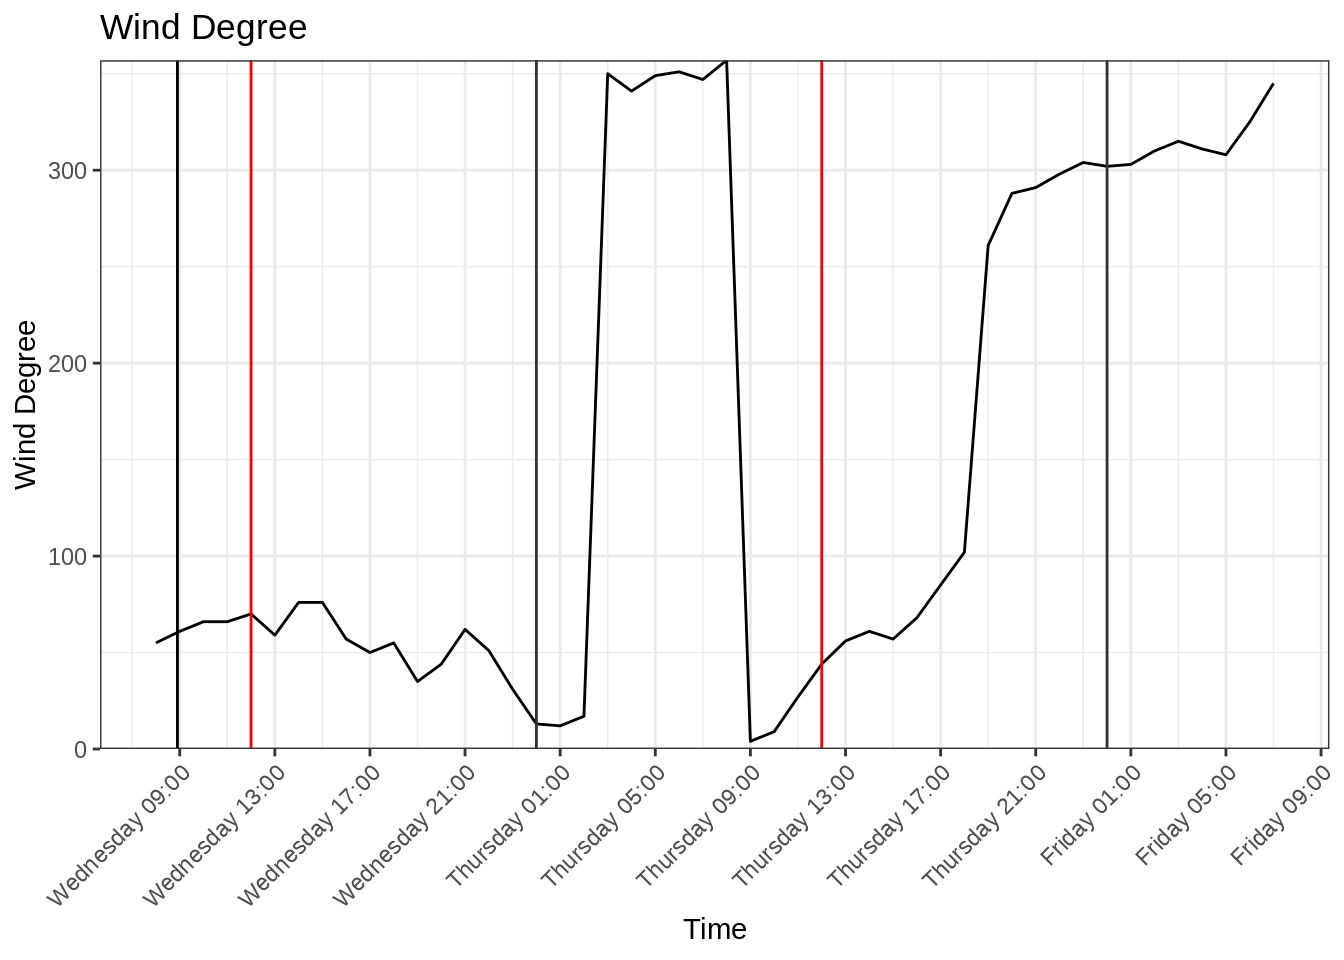 Wind Degree
Wind Degree
300
200
100
0
Wednesday 09:00
Wednesday 13:00
Wednesday 17:00
Wednesday 21:00
Thursday 01:00
Thursday 05:00
Thursday 09:00
Thursday 13:00
Thursday 17:00
Thursday 21:00
Friday 01:00
Friday 05:00
Friday 09:00
Time